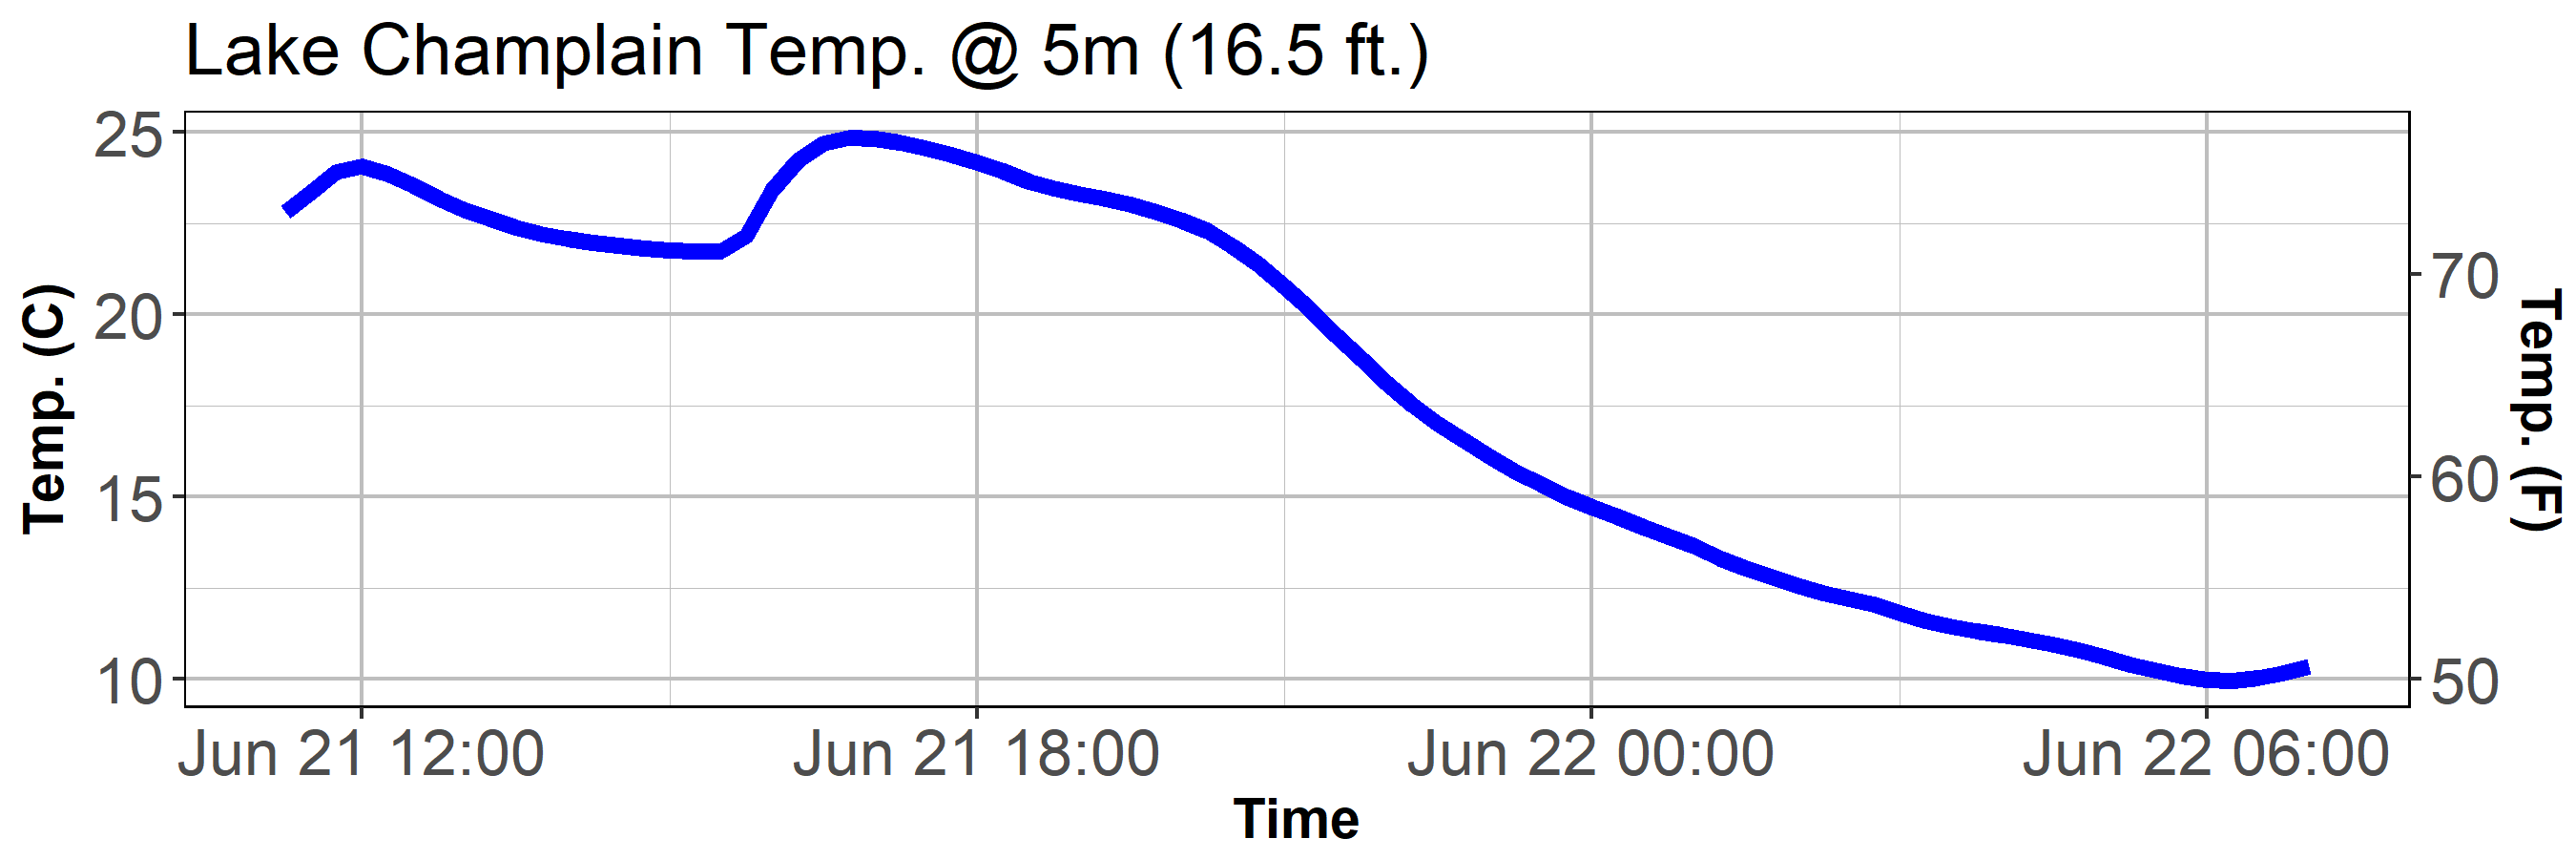 Lake Champlain Temp. @ 5m (16.5 ft.)
25
20
15
10
Temp. (C)
70
60
50
Temp. (F)
Jun 21 12:00 Jun 21 18:00 Jun 22 00:00 Jun 22 06:00
Time